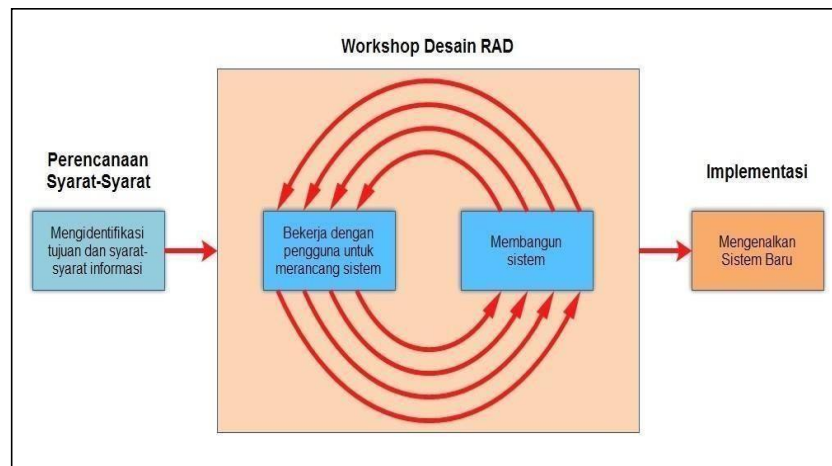 Workshop Desain RAD
Perencanaan
Syarat-Syarat
Mengidentifikasi
tujuan dan syarat-
syarat informasi
Bekerja dengan
pengguna untuk
merancang sistem
Membangun
sistem
Implementasi
Mengenalkan
Sistem Baru